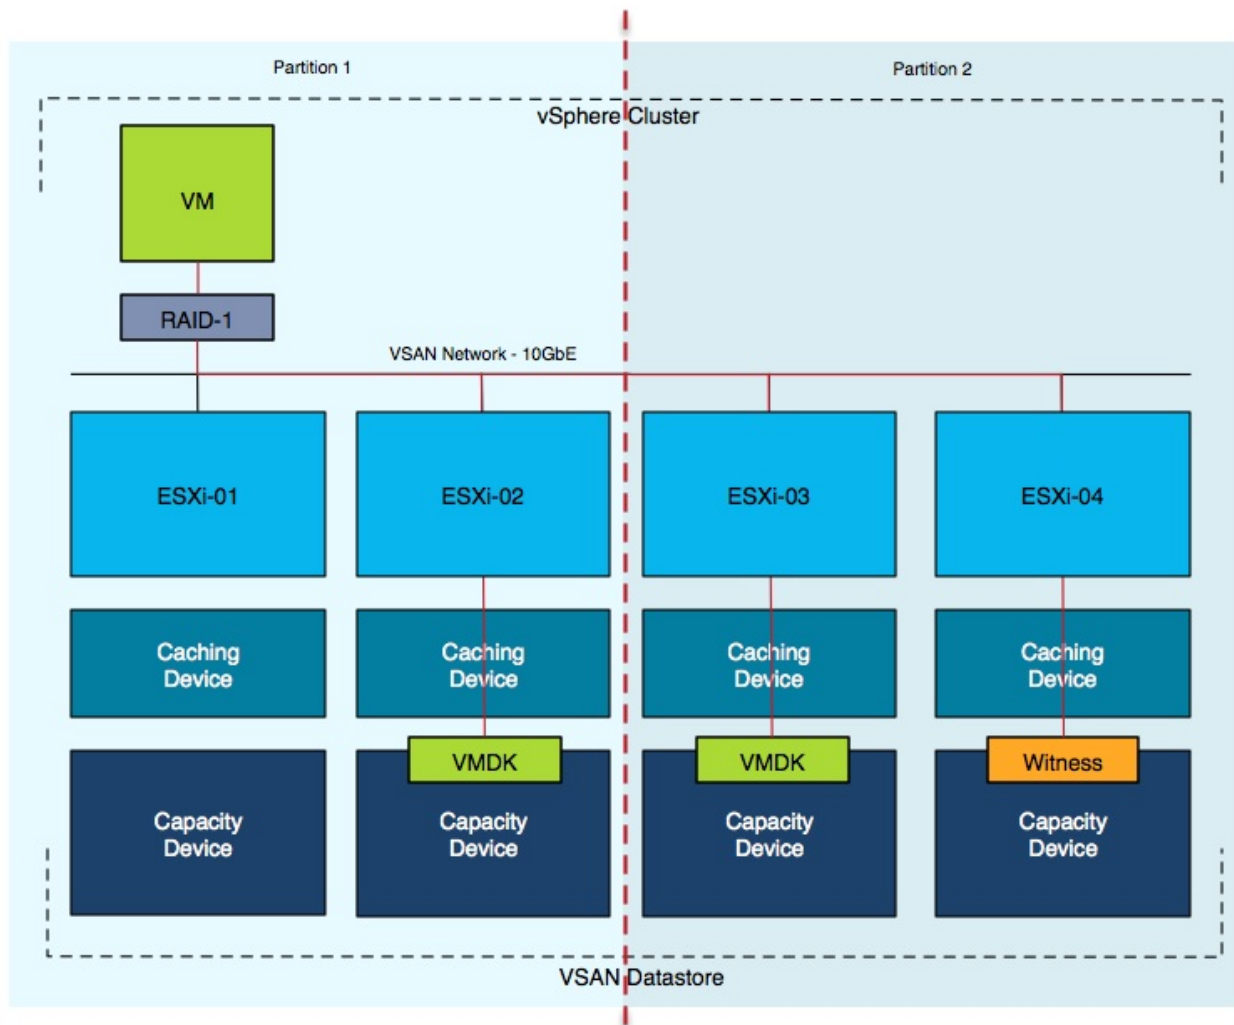 Partition 1
Partition 2
vSphere Cluster
VM
RAID-1
VSAN Network - 10GbE
ESXi-01
ESXi-02
ESXi-03
ESXi-04
Caching
Device
Caching
Device
Caching
Device
Caching
Device
VMDK
VMDK
Witness
Capacity
Device
Capacity
Device
Capacity
Device
Capacity
Device
VSAN Datastore